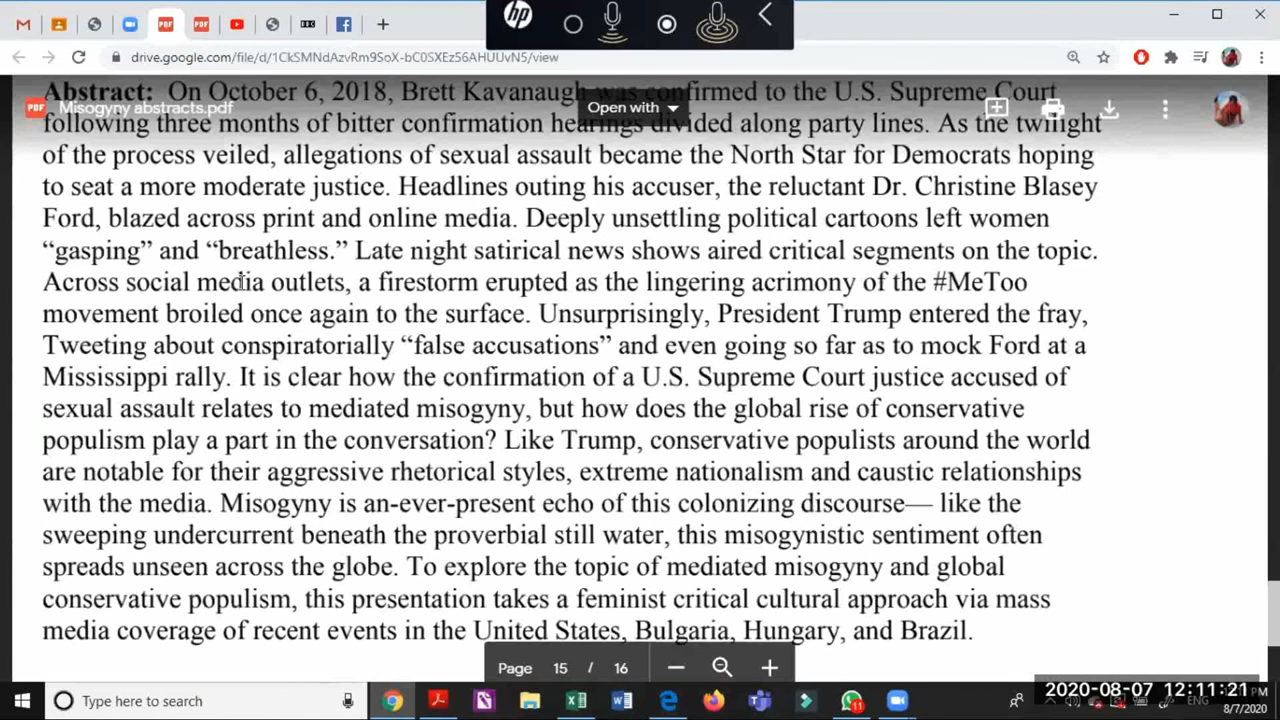 hp
drive.google.com/file/d/1CkSMNdAzvRm9SoX-bC0SXEz56AHUUvN5/view
Misogyny abstracts.pdf
Open with
Abstract: On October 6, 2018, Brett Kavanaugh was confirmed to the U.S. Supreme Court
following three months of bitter confirmation hearings divided along party lines. As the twilight
of the process veiled, allegations of sexual assault became the North Star for Democrats hoping
to seat a more moderate justice. Headlines outing his accuser, the reluctant Dr. Christine Blasey
Ford, blazed across print and online media. Deeply unsettling political cartoons left women
“gasping” and “breathless.” Late night satirical news shows aired critical segments on the topic.
Across social media outlets, a firestorm erupted as the lingering acrimony of the #MeToo
movement broiled once again to the surface. Unsurprisingly, President Trump entered the fray,
Tweeting about conspiratorially “false accusations” and even going so far as to mock Ford at a
Mississippi rally. It is clear how the confirmation of a U.S. Supreme Court justice accused of
sexual assault relates to mediated misogyny, but how does the global rise of conservative
populism play a part in the conversation? Like Trump, conservative populists around the world
are notable for their aggressive rhetorical styles, extreme nationalism and caustic relationships
with the media. Misogyny is an-ever-present echo of this colonizing discourse— like the
sweeping undercurrent beneath the proverbial still water, this misogynistic sentiment often
spreads unseen across the globe. To explore the topic of mediated misogyny and global
conservative populism, this presentation takes a feminist critical cultural approach via mass
media coverage of recent events in the United States, Bulgaria, Hungary, and Brazil.
Page 15 / 16
Type here to search
11
ENG
PM
2020-08-07 12:11:21
8/7/2020